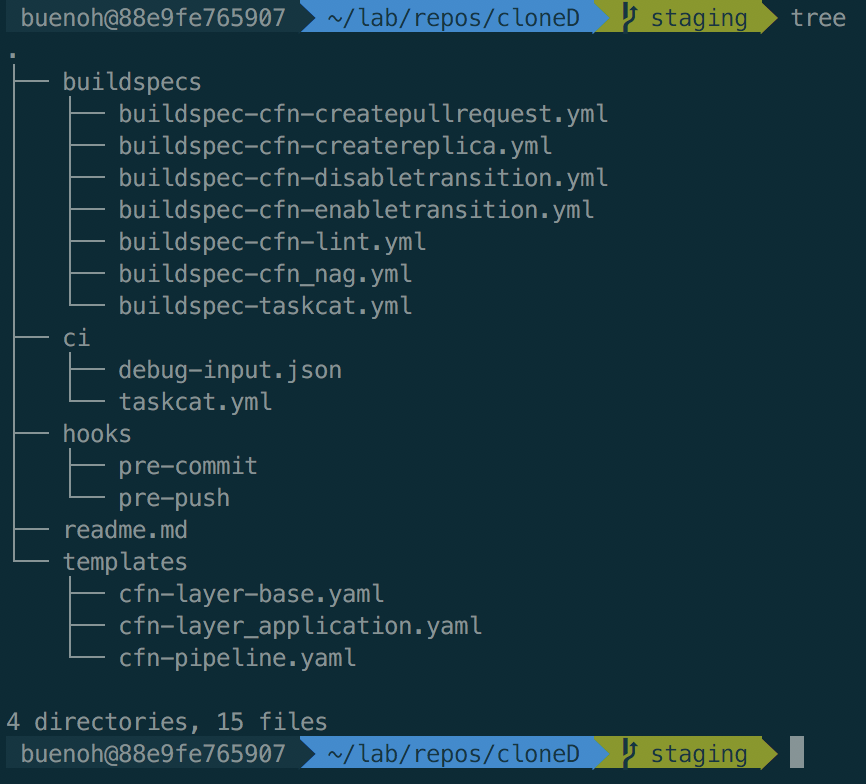 buenoh@88e9fe765907 ~/lab/repos/cloneD staging tree
.
├── buildspecs
│   ├── buildspec-cfn-createpullrequest.yml
│   ├── buildspec-cfn-createreplica.yml
│   ├── buildspec-cfn-disabletransition.yml
│   ├── buildspec-cfn-enabletransition.yml
│   ├── buildspec-cfn-lint.yml
│   ├── buildspec-cfn_nag.yml
│   └── buildspec-taskcat.yml
├── ci
│   ├── debug-input.json
│   └── taskcat.yml
├── hooks
│   ├── pre-commit
│   └── pre-push
├── readme.md
└── templates
    ├── cfn-layer-base.yaml
    ├── cfn-layer_application.yaml
    └── cfn-pipeline.yaml
4 directories, 15 files
buenoh@88e9fe765907 ~/lab/repos/cloneD staging